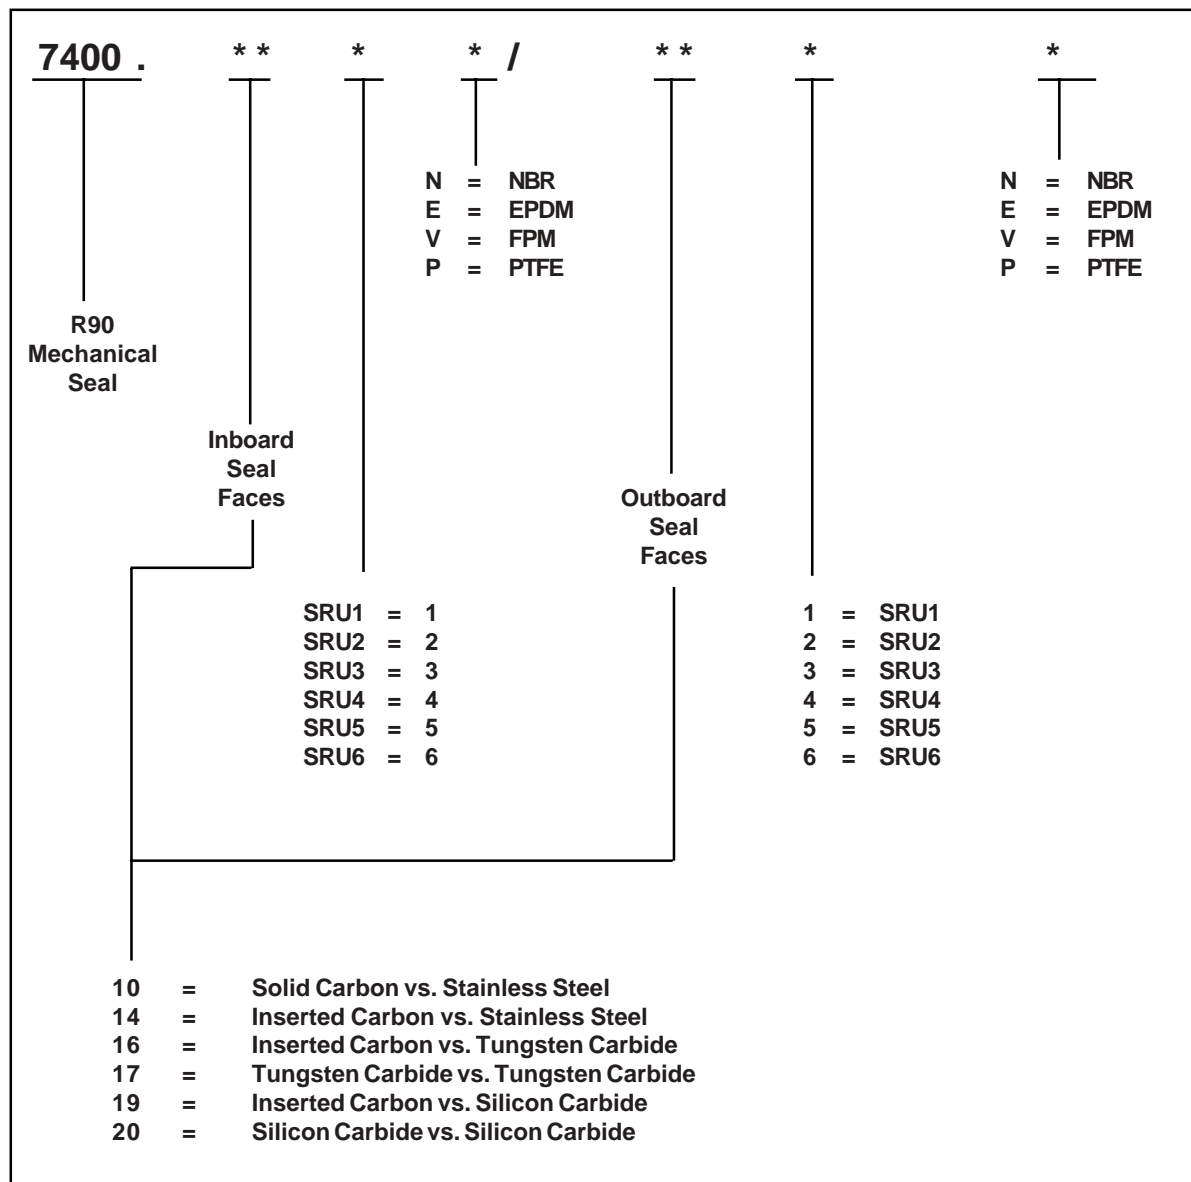 7400 . ** * * / ** * *
N = NBR
E = EPDM
V = FPM
P = PTFE
N = NBR
E = EPDM
V = FPM
P = PTFE
R90
Mechanical
Seal
Inboard
Seal
Faces
Outboard
Seal
Faces
SRU1 = 1
SRU2 = 2
SRU3 = 3
SRU4 = 4
SRU5 = 5
SRU6 = 6
1 = SRU1
2 = SRU2
3 = SRU3
4 = SRU4
5 = SRU5
6 = SRU6
10 = Solid Carbon vs. Stainless Steel
14 = Inserted Carbon vs. Stainless Steel
16 = Inserted Carbon vs. Tungsten Carbide
17 = Tungsten Carbide vs. Tungsten Carbide
19 = Inserted Carbon vs. Silicon Carbide
20 = Silicon Carbide vs. Silicon Carbide